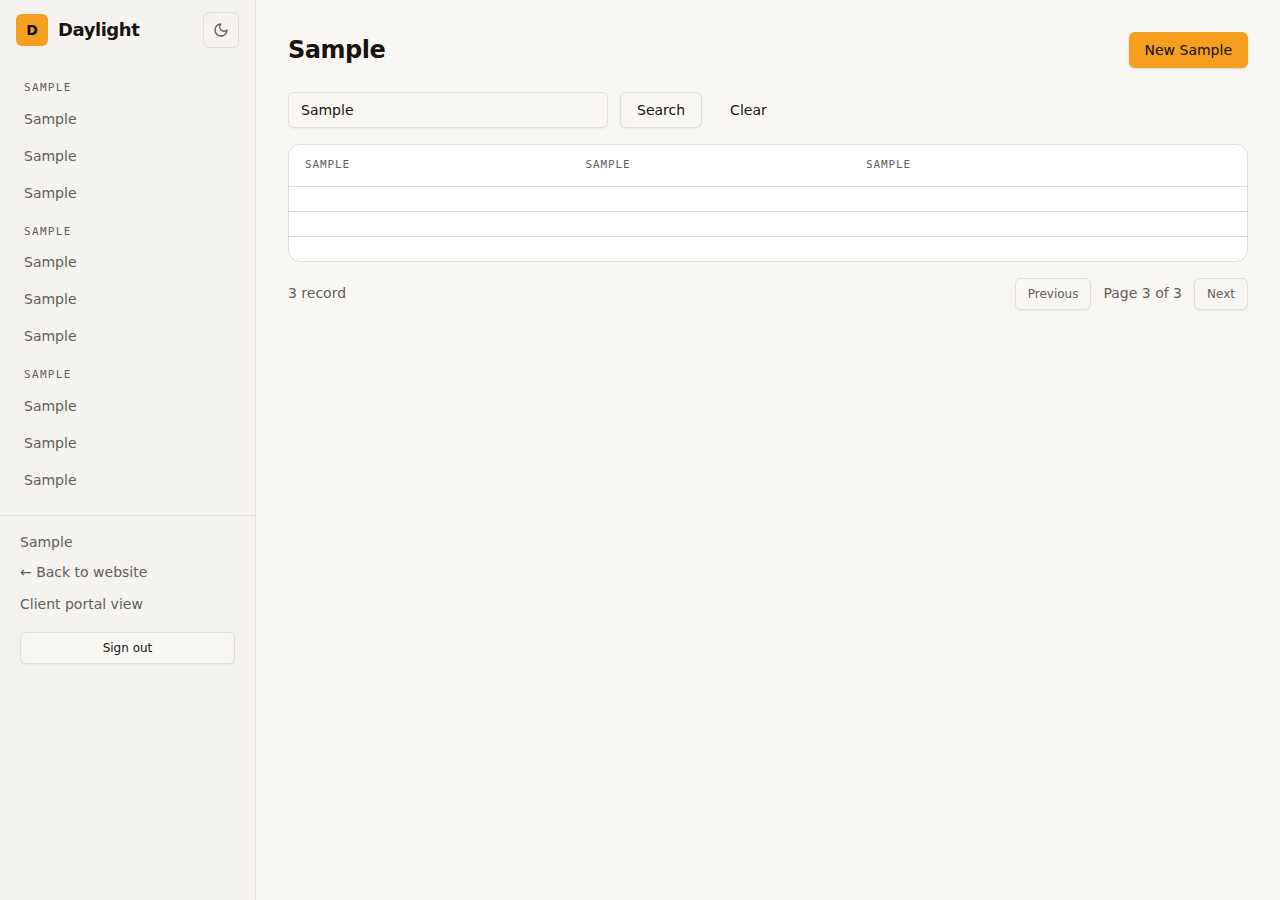 D Daylight
SAMPLE
Sample
Sample
Sample
SAMPLE
Sample
Sample
Sample
SAMPLE
Sample
Sample
Sample
Sample
← Back to website
Client portal view
Sign out
Sample
New Sample
Sample Search Clear
SAMPLE SAMPLE SAMPLE
3 record Previous Page 3 of 3 Next